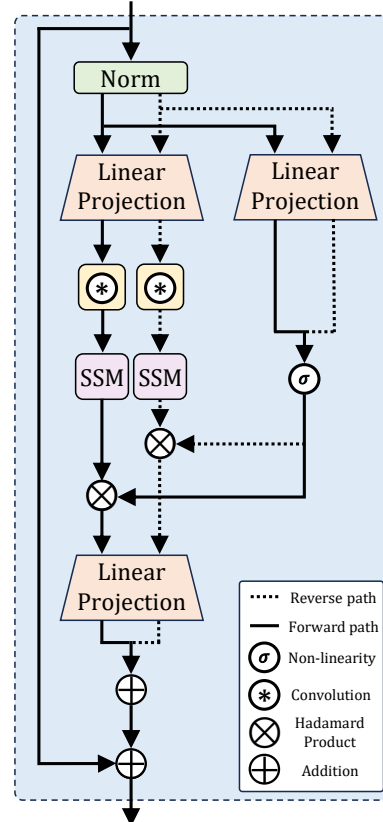 Norm
Linear
Projection
Linear
Projection
SSM
SSM
σ
Linear
Projection
Reverse path
Forward path
σ Non-linearity
* Convolution
Hadamard
Product
Addition